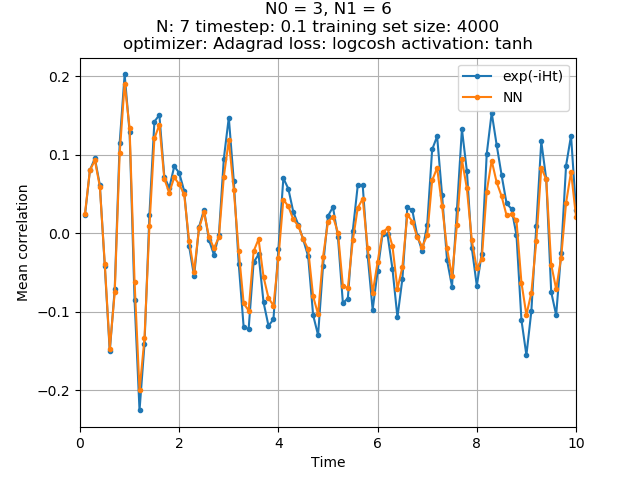 N0 = 3, N1 = 6
N: 7 timestep: 0.1 training set size: 4000
optimizer: Adagrad loss: logcosh activation: tanh
exp(-iHt)
NN
Mean correlation
0.2
0.1
0.0
−0.1
−0.2
0 2 4 6 8 10
Time